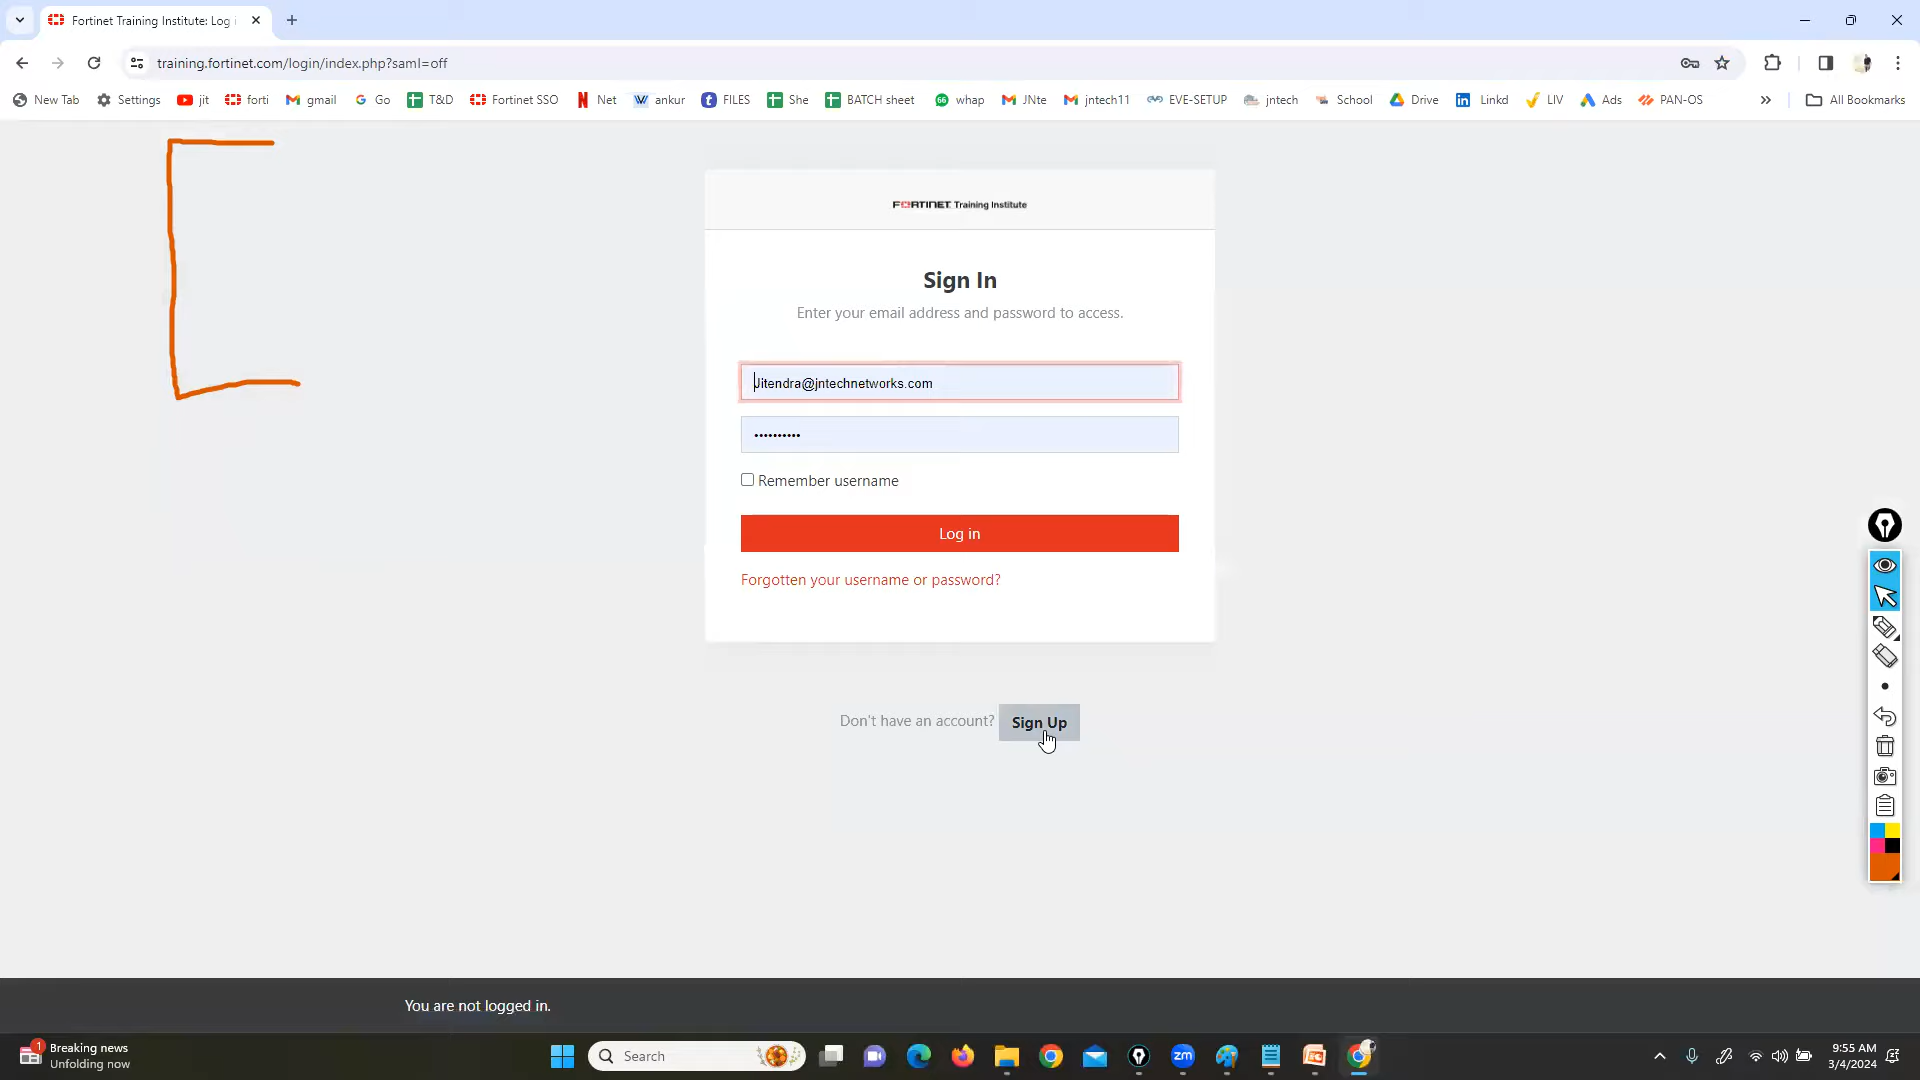 Fortinet Training Institute: Log i
training.fortinet.com/login/index.php?saml=off
New Tab Settings jit forti gmail Go T&D Fortinet SSO Net ankur FILES She BATCH sheet whap JNte jntech11 EVE-SETUP jntech School Drive Linkd LIV Ads PAN-OS All Bookmarks
FORTINET Training Institute
Sign In
Enter your email address and password to access.
Jitendra@jntechnetworks.com
Remember username
Log in
Forgotten your username or password?
Don't have an account? Sign Up
You are not logged in.
1 Breaking news
Unfolding now
Search
zm
9:55 AM
3/4/2024